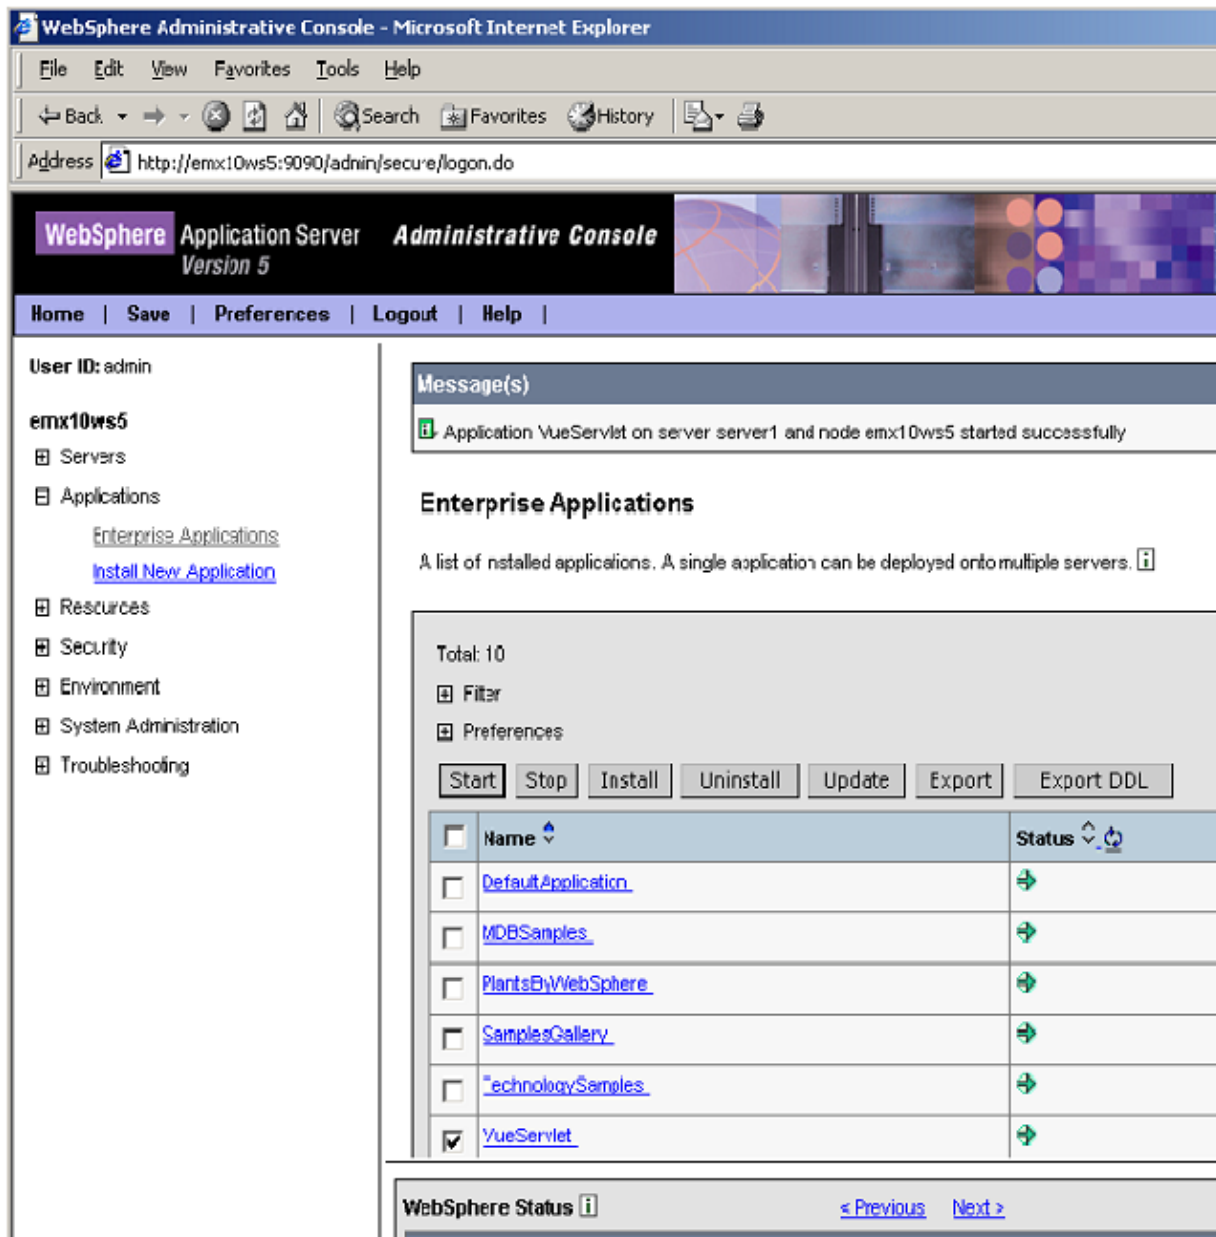 WebSphere Administrative Console - Microsoft Internet Explorer
File Edit View Favorites Tools Help
Back Search Favorites History
Address http://emx10ws5:9090/admin/secure/logon.do
WebSphere Application Server Administrative Console
Version 5
Home | Save | Preferences | Logout | Help |
User ID: admin
emx10ws5
Servers
Applications
Enterprise Applications
Install New Application
Resources
Security
Environment
System Administration
Troubleshooting
Message(s)
Application VueServlet on server server1 and node emx10ws5 started successfully
Enterprise Applications
A list of installed applications. A single application can be deployed onto multiple servers.
Total: 10
Filter
Preferences
Start Stop Install Uninstall Update Export Export DDL
Name Status
DefaultApplication
MDBSamples
PlantsByWebSphere
SamplesGallery
TechnologySamples
VueServlet
WebSphere Status < Previous Next >